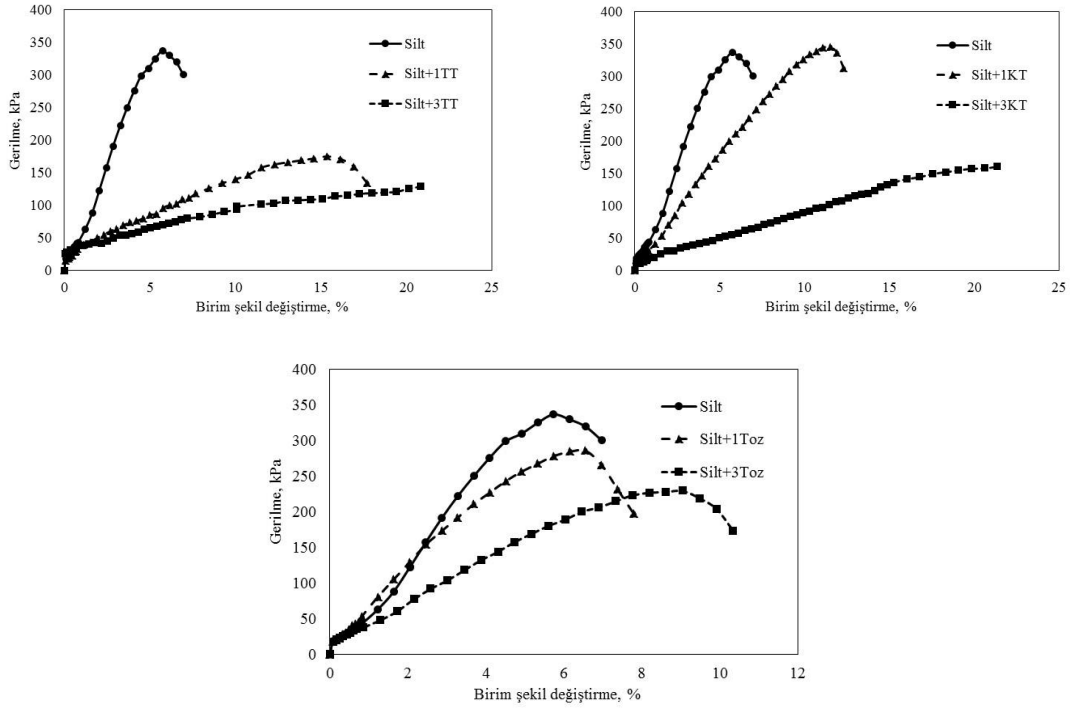 400
350
300
250
200
150
100
50
0
Gerilme, kPa
Silt
Silt+1TT
Silt+3TT
0 5 10 15 20 25
Birim şekil değiştirme, %
400
350
300
250
200
150
100
50
0
Gerilme, kPa
Silt
Silt+1KT
Silt+3KT
0 5 10 15 20 25
Birim şekil değiştirme, %
400
350
300
250
200
150
100
50
0
Gerilme, kPa
Silt
Silt+1Toz
Silt+3Toz
0 2 4 6 8 10 12
Birim şekil değiştirme, %